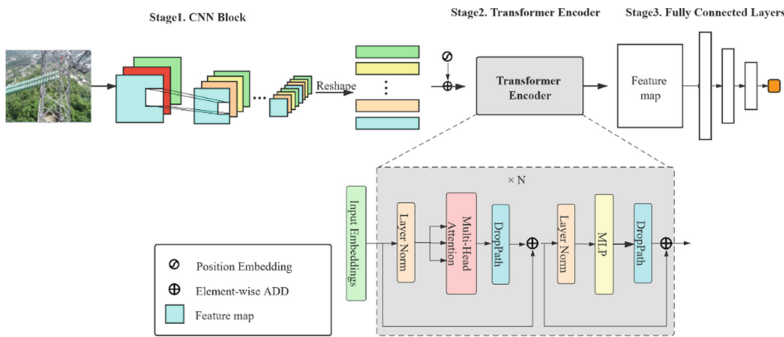 Stage1. CNN Block
Stage2. Transformer Encoder
Stage3. Fully Connected Layers
Reshape
Transformer
Encoder
Feature
map
× N
Input Embeddings
Layer Norm
Multi-Head
Attention
DropPath
Layer Norm
MLP
DropPath
Position Embedding
Element-wise ADD
Feature map